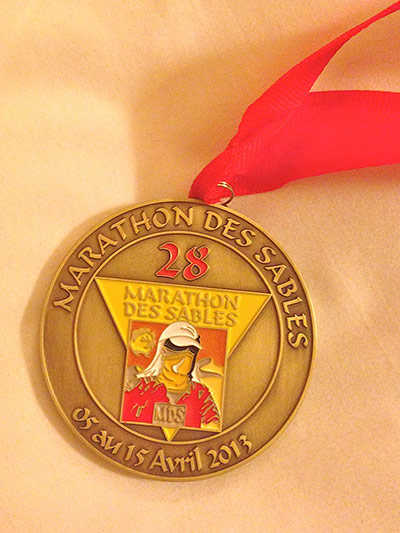 MARATHON DES SABLES
28
MARATHON
DES SABLES
MDS
05 au 15 Avril 2013